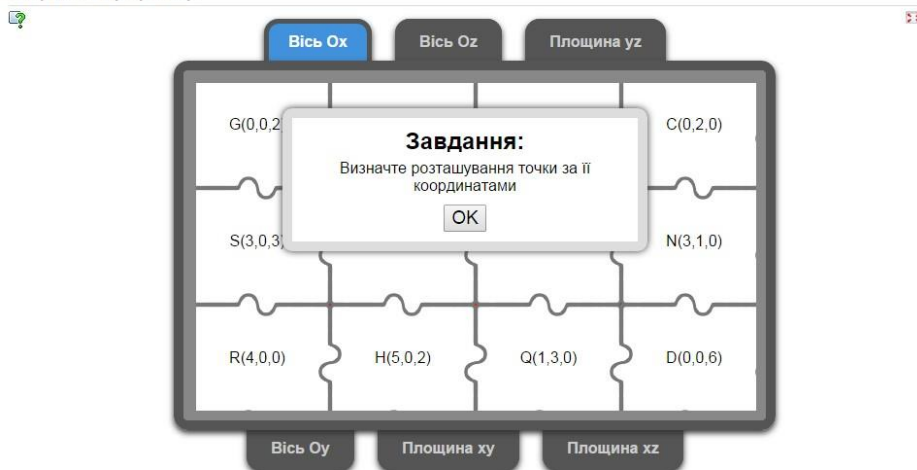 Вісь Ox
Вісь Oz
Площина yz
G(0,0,2
C(0,2,0)
Завдання:
Визначте розташування точки за її
координатами
OK
S(3,0,3)
N(3,1,0)
R(4,0,0)
H(5,0,2)
Q(1,3,0)
D(0,0,6)
Вісь Oy
Площина xy
Площина xz